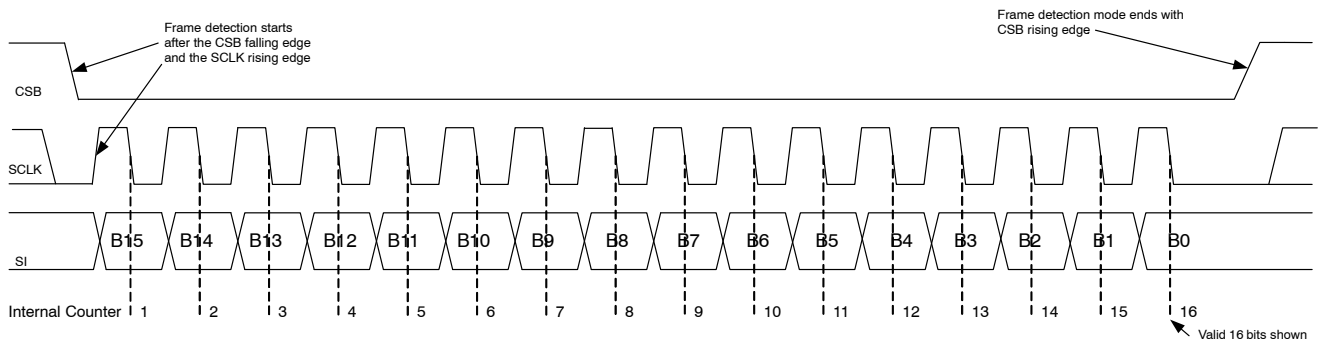 Frame detection starts
after the CSB falling edge
and the SCLK rising edge
Frame detection mode ends with
CSB rising edge
CSB
SCLK
SI
B15 B14 B13 B12 B11 B10 B9 B8 B7 B6 B5 B4 B3 B2 B1 B0
Internal Counter 1 2 3 4 5 6 7 8 9 10 11 12 13 14 15 16
Valid 16 bits shown